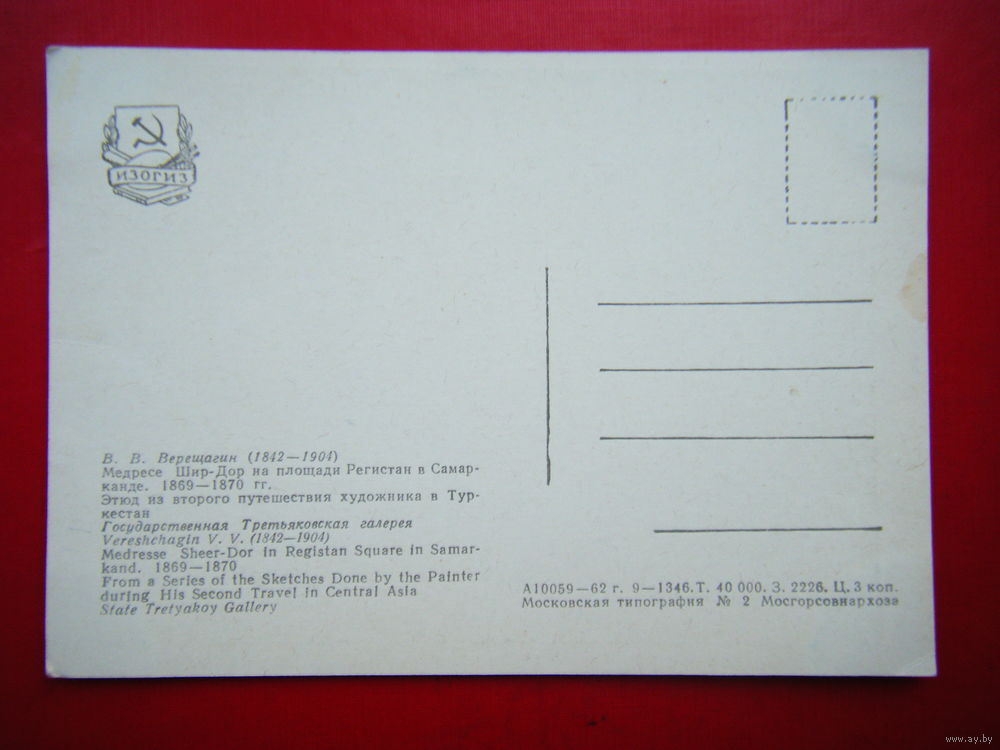 ИЗОГИЗ
В. В. Верещагин (1842—1904)
Медресе Шир-Дор на площади Регистан в Самар-
канде. 1869—1870 гг.
Этюд из второго путешествия художника в Тур-
кестан
Государственная Третьяковская галерея
Vereshchagin V. V. (1842—1904)
Medresse Sheer-Dor in Registan Square in Samar-
kand. 1869—1870
From a Series of the Sketches Done by the Painter
during His Second Travel in Central Asia
State Tretyakov Gallery
А10059—62 г. 9—1346. Т. 40 000. З. 2226. Ц. 3 коп.
Московская типография № 2 Мосгорсовнархоза
www.ay.by